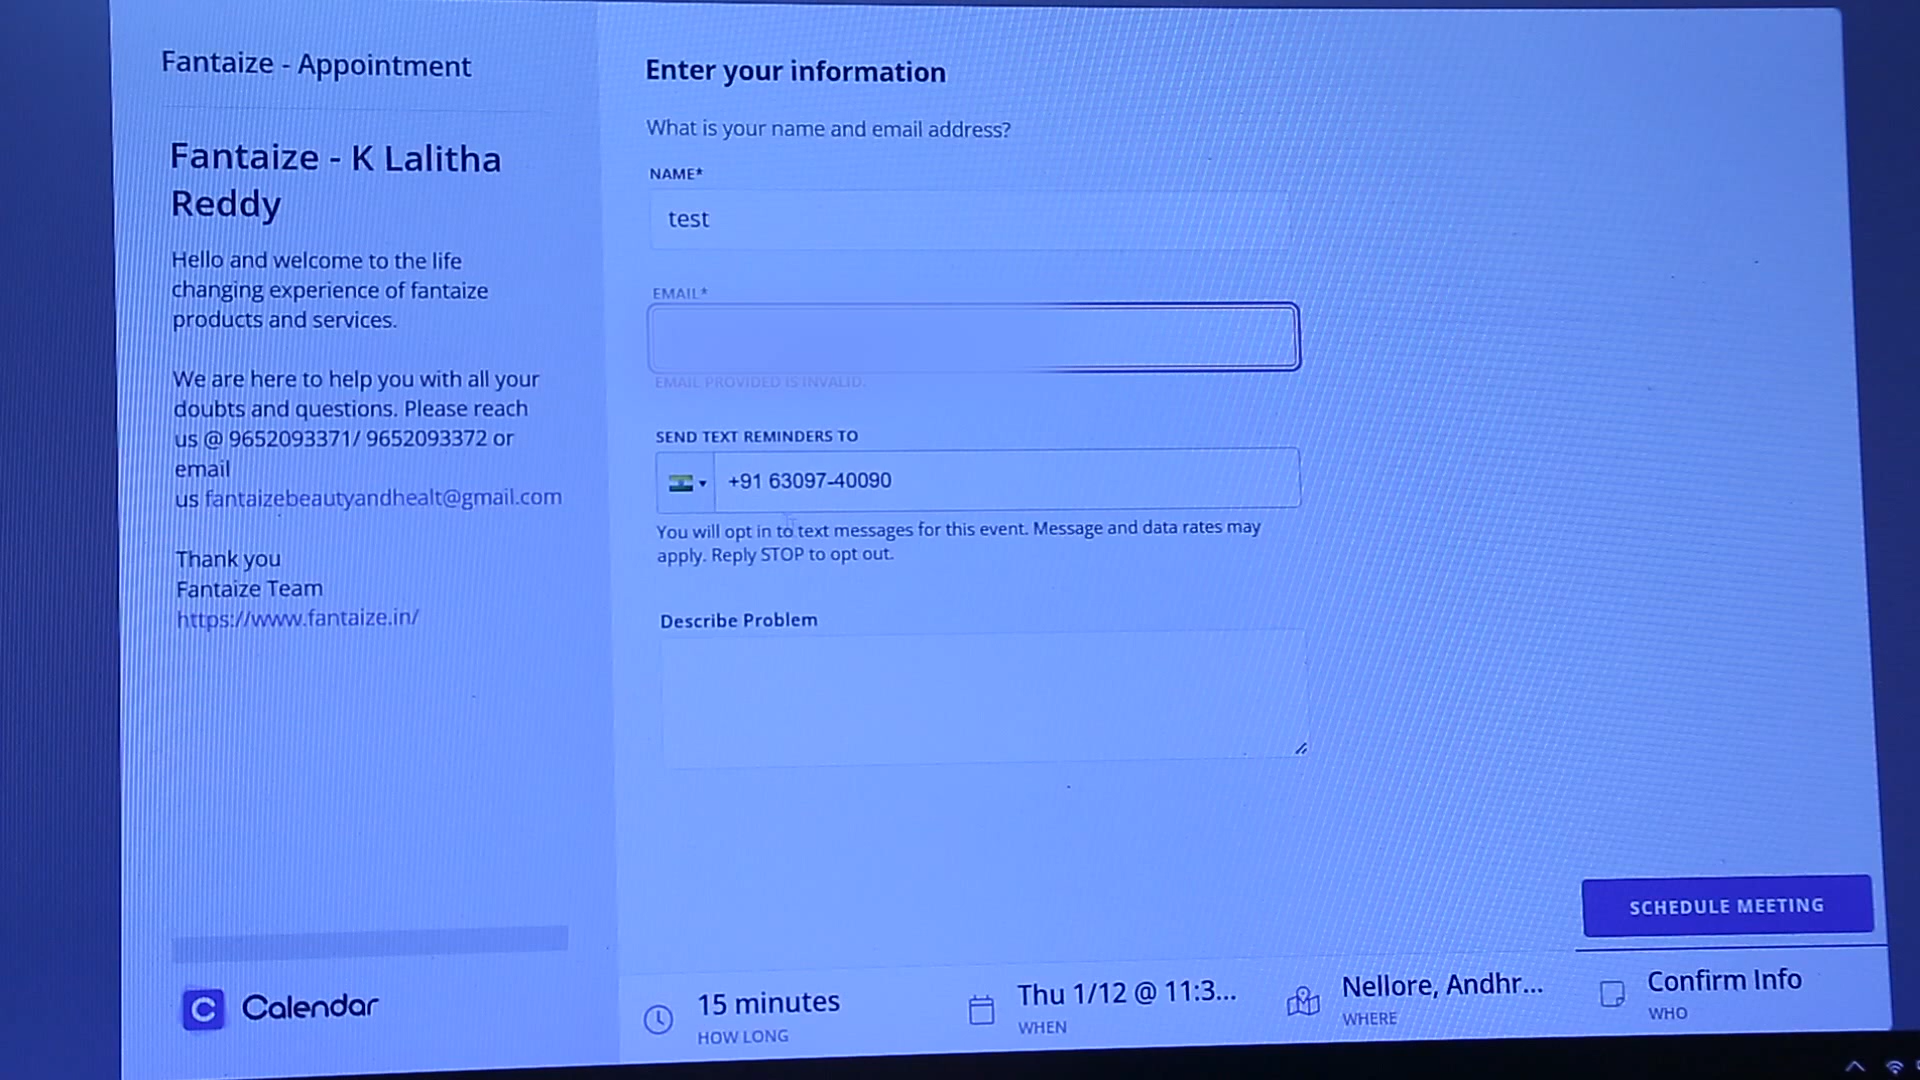 Fantaize - Appointment
Fantaize - K Lalitha
Reddy
Hello and welcome to the life
changing experience of fantaize
products and services.
We are here to help you with all your
doubts and questions. Please reach
us @ 9652093371/ 9652093372 or
email
us fantaizebeautyandhealt@gmail.com
Thank you
Fantaize Team
https://www.fantaize.in/
C Calendar
Enter your information
What is your name and email address?
NAME*
test
EMAIL*
EMAIL PROVIDED IS INVALID.
SEND TEXT REMINDERS TO
+91 63097-40090
You will opt in to text messages for this event. Message and data rates may
apply. Reply STOP to opt out.
Describe Problem
SCHEDULE MEETING
15 minutes
HOW LONG
Thu 1/12 @ 11:3...
WHEN
Nellore, Andhr...
WHERE
Confirm Info
WHO